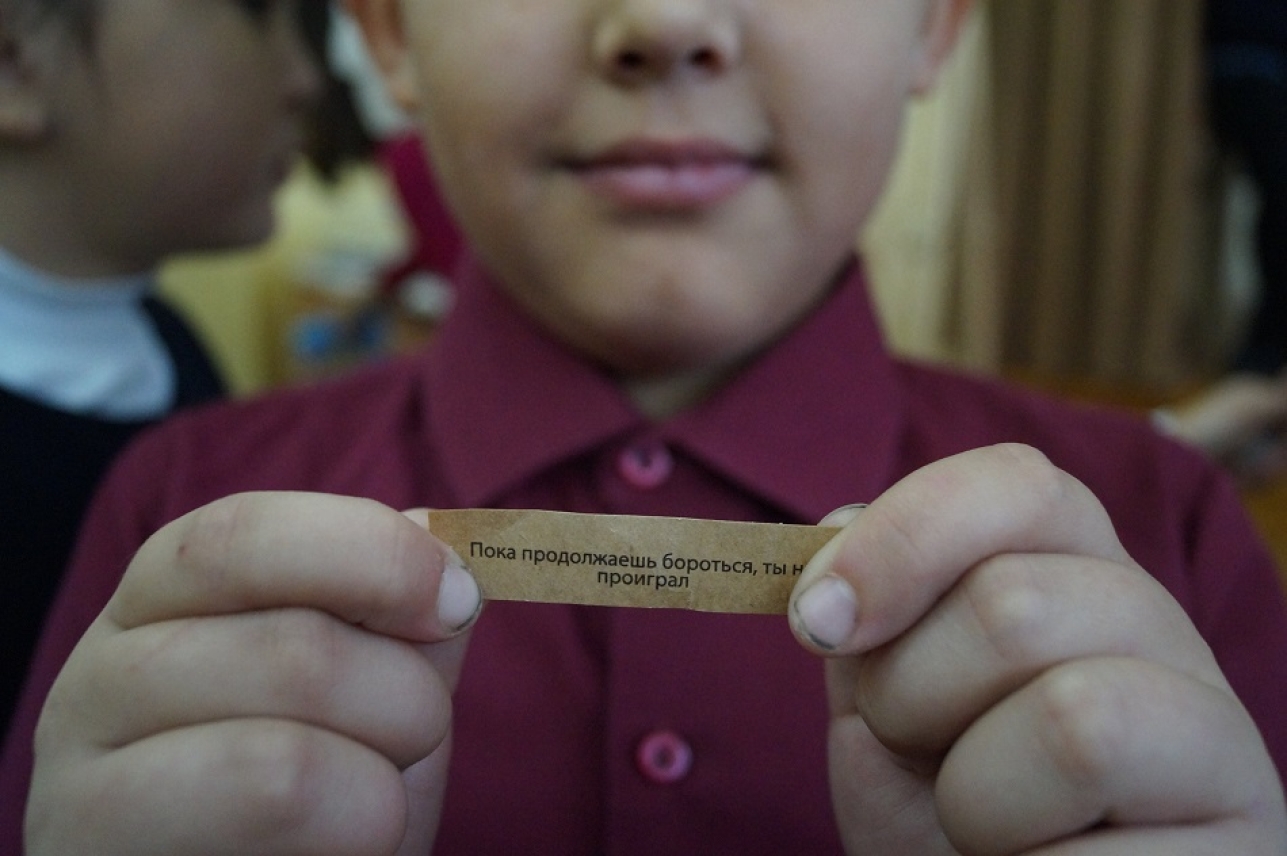 Пока продолжаешь бороться, ты
проиграл